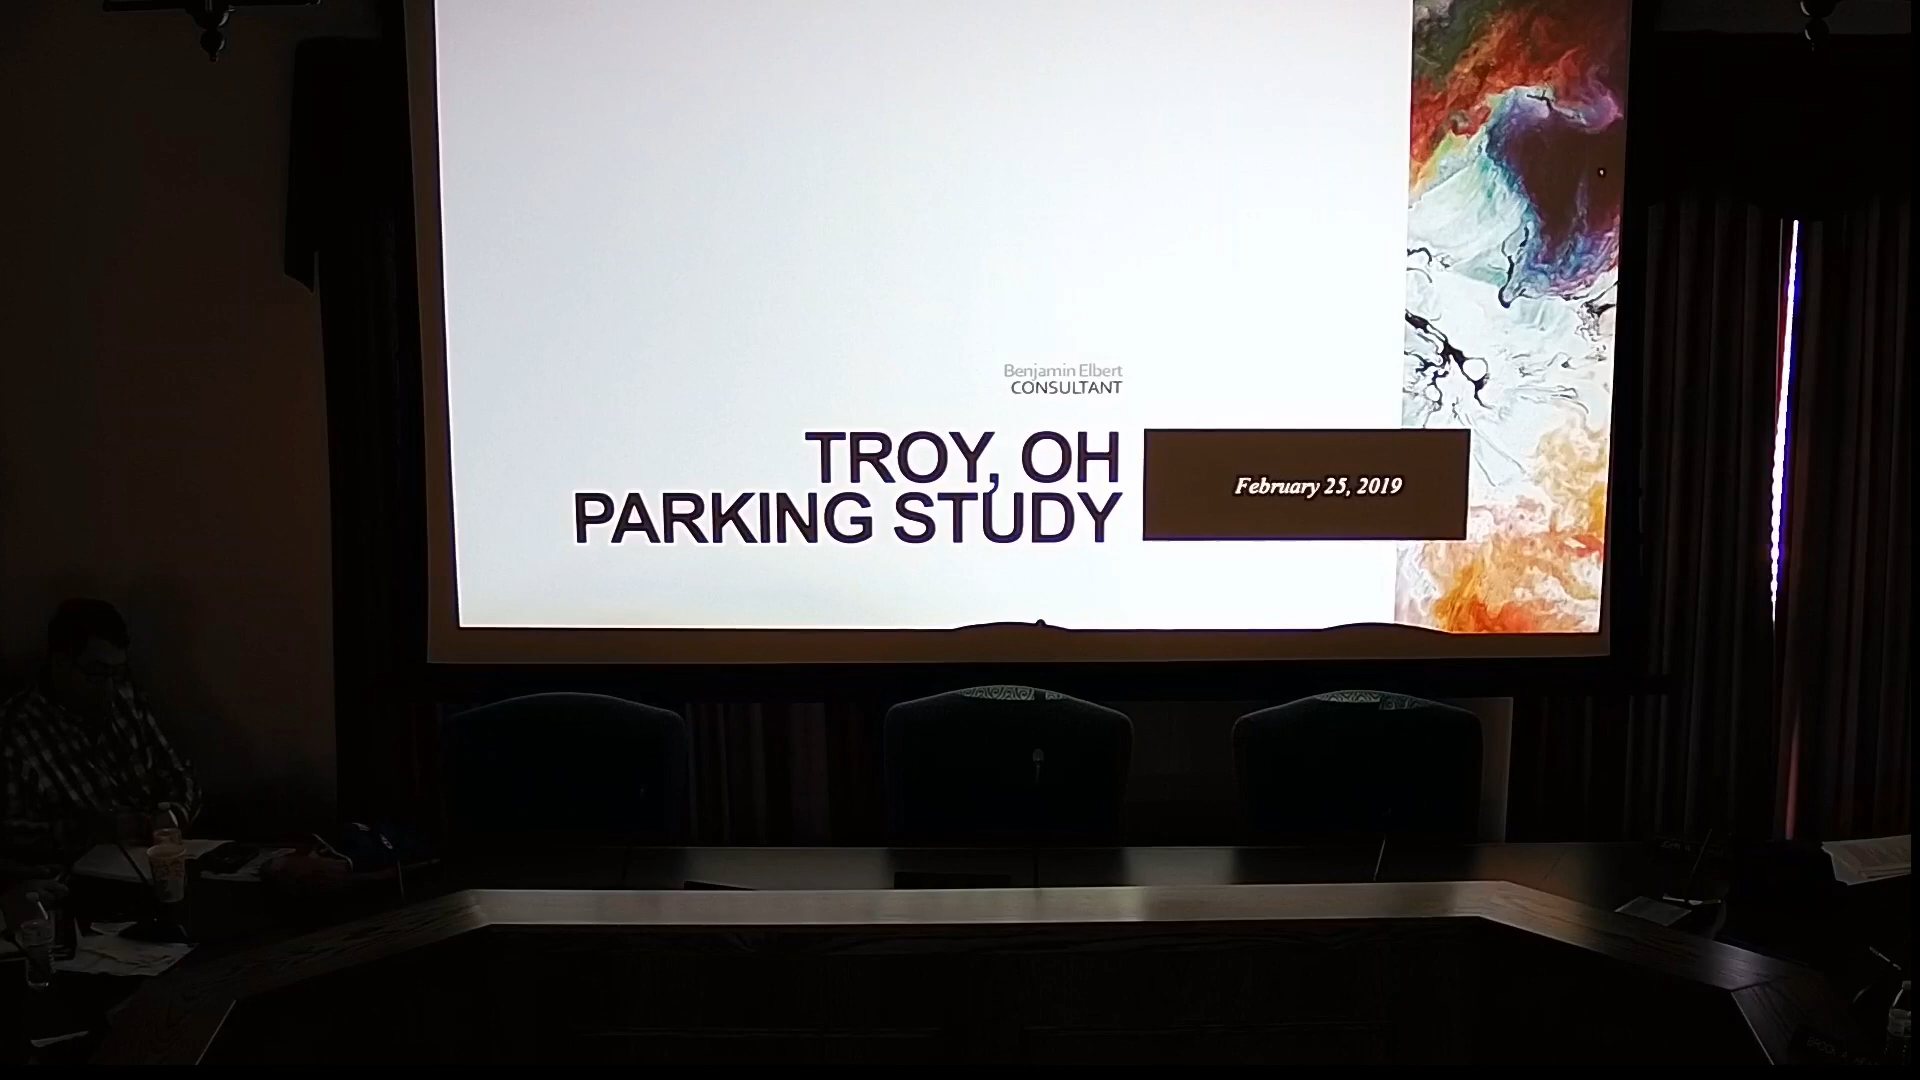 Benjamin Elbert
CONSULTANT
TROY, OH
PARKING STUDY
February 25, 2019